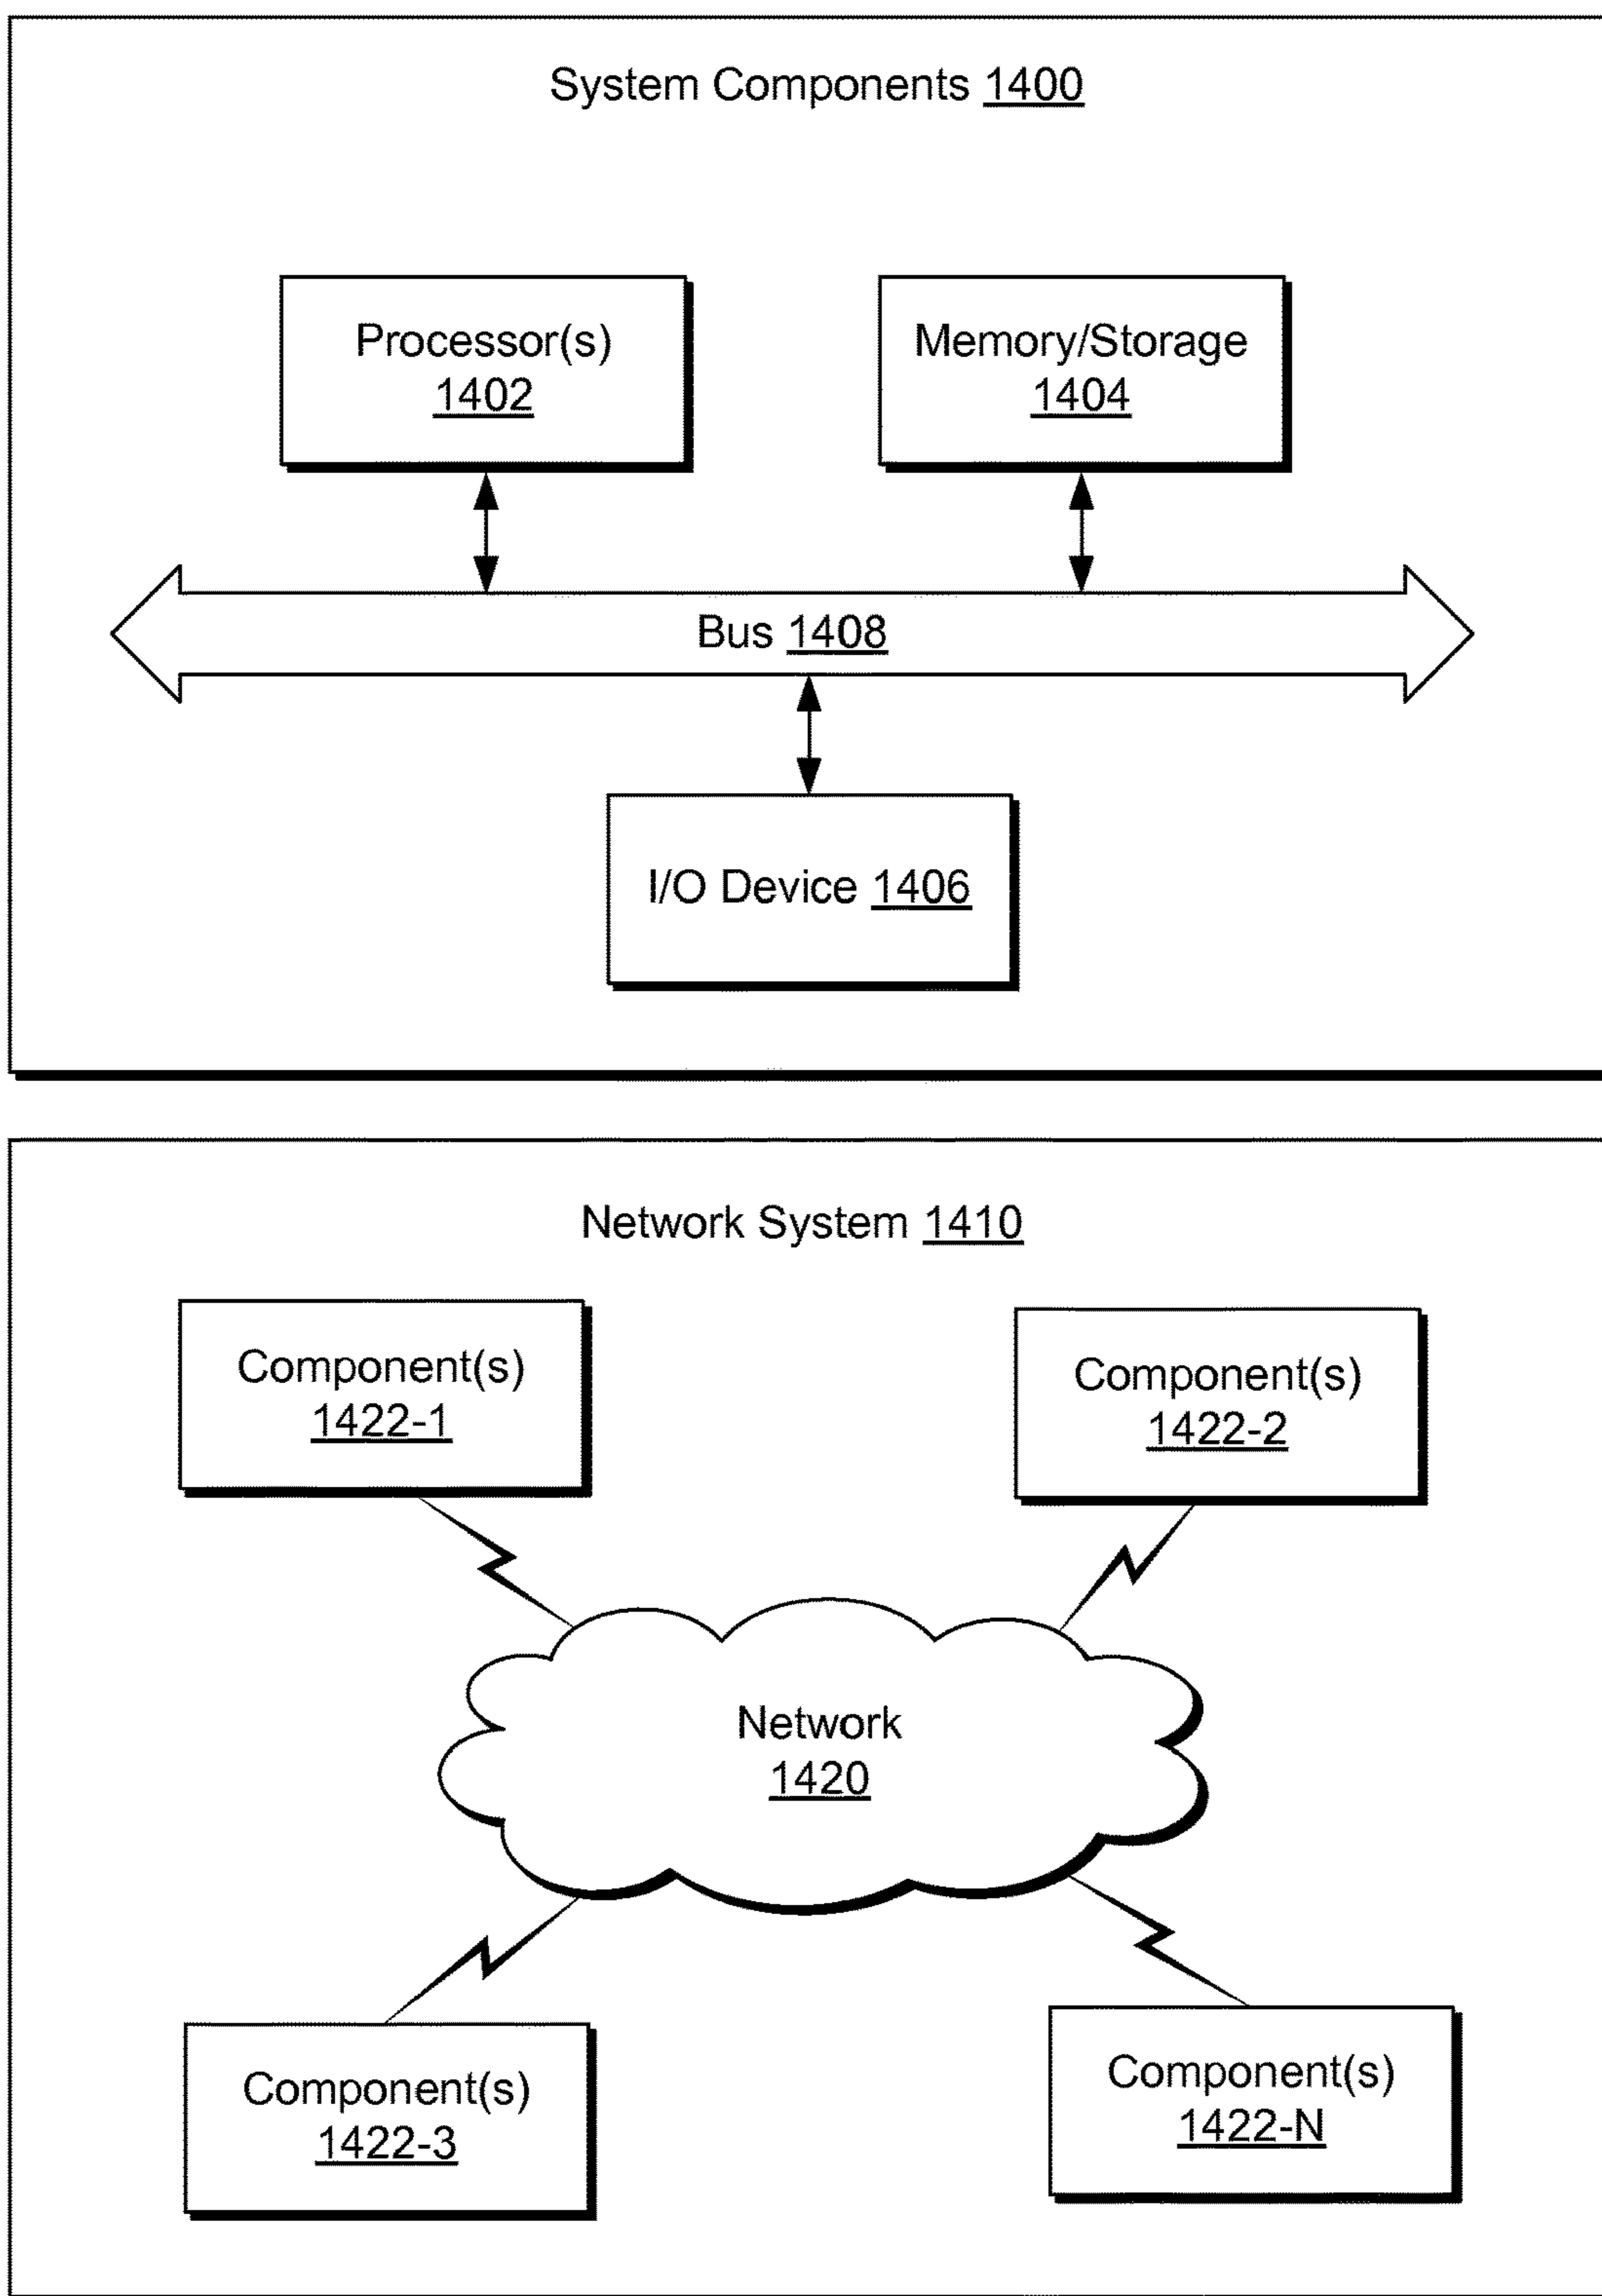 System Components 1400
Processor(s)
1402
Memory/Storage
1404
Bus 1408
I/O Device 1406
Network System 1410
Component(s)
1422-1
Component(s)
1422-2
Network
1420
Component(s)
1422-3
Component(s)
1422-N